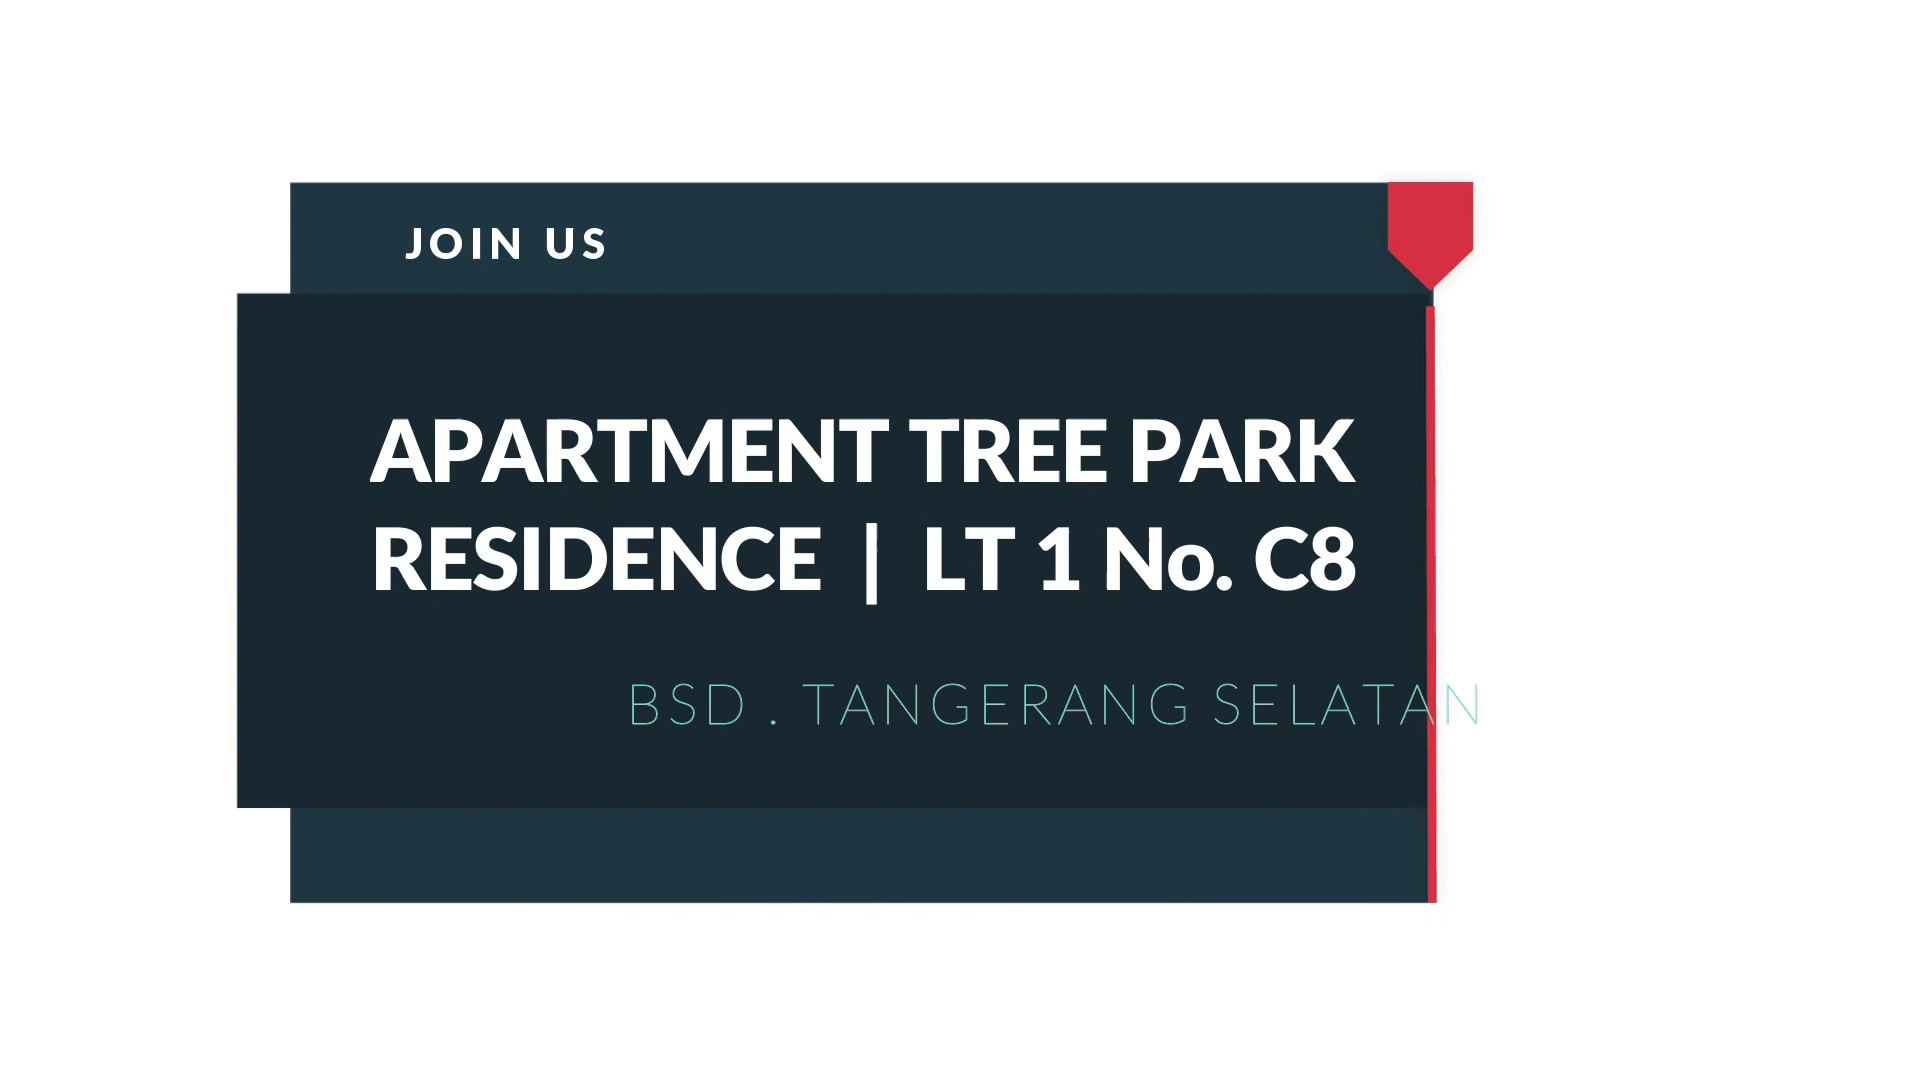 JOIN US
APARTMENT TREE PARK
RESIDENCE | LT 1 No. C8
BSD . TANGERANG SELATAN